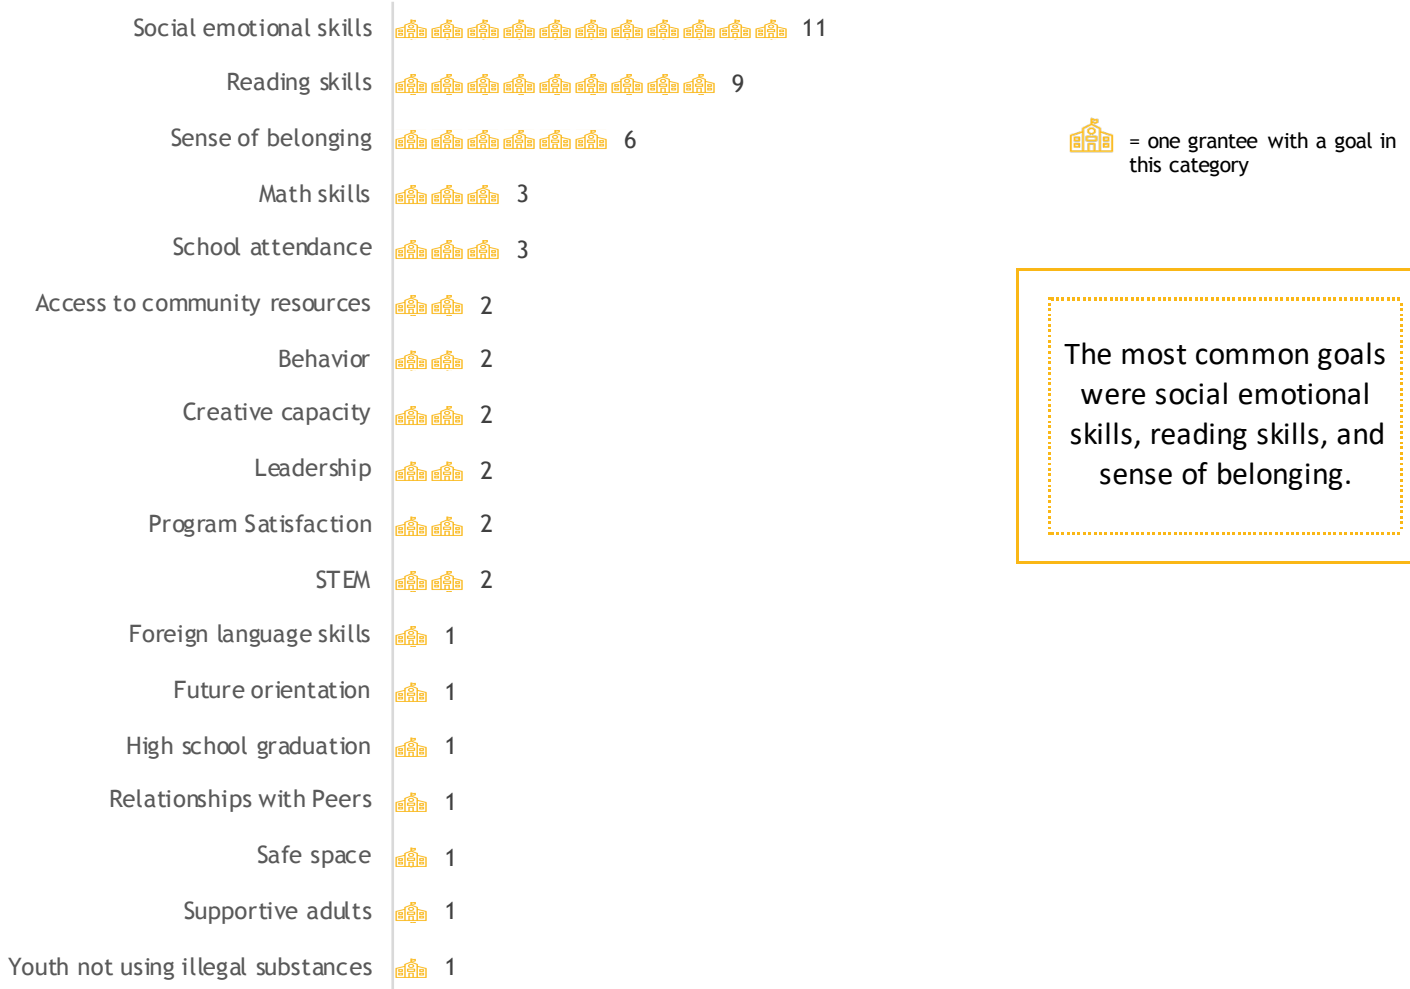 Social emotional skills 11
Reading skills 9
Sense of belonging 6
Math skills 3
School attendance 3
Access to community resources 2
Behavior 2
Creative capacity 2
Leadership 2
Program Satisfaction 2
STEM 2
Foreign language skills 1
Future orientation 1
High school graduation 1
Relationships with Peers 1
Safe space 1
Supportive adults 1
Youth not using illegal substances 1
= one grantee with a goal in
this category
The most common goals
were social emotional
skills, reading skills, and
sense of belonging.